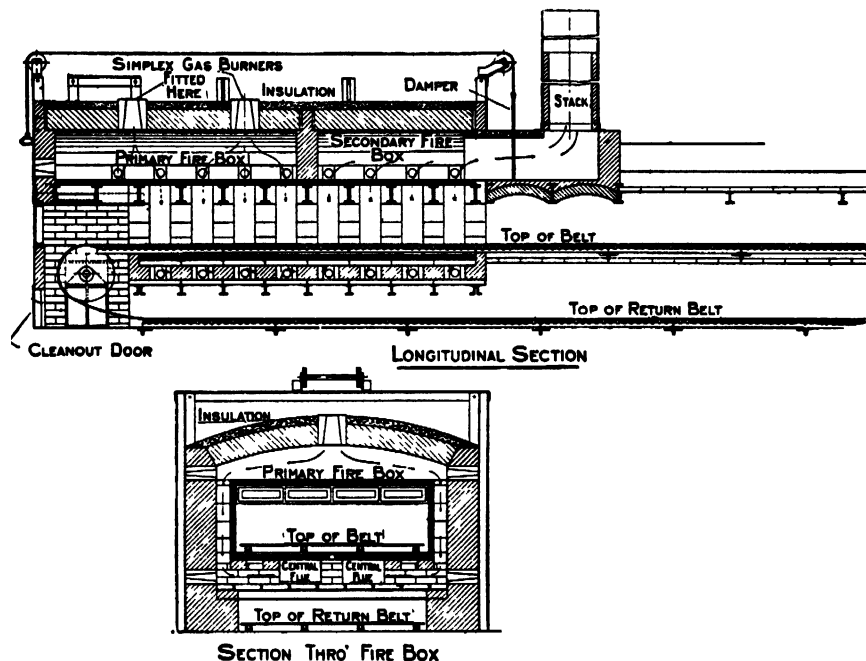 SIMPLEX GAS BURNERS
FITTED
HERE
INSULATION
DAMPER
STACK
PRIMARY FIRE BOX
SECONDARY FIRE
BOX
TOP OF BELT
TOP OF RETURN BELT
CLEANOUT DOOR
LONGITUDINAL SECTION
INSULATION
PRIMARY FIRE BOX
TOP OF BELT
CENTRAL
FLUE
CENTRAL
FLUE
TOP OF RETURN BELT
SECTION THRO' FIRE BOX